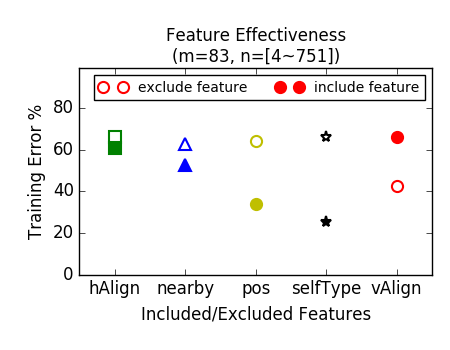 Feature Effectiveness
(m=83, n=[4~751])
exclude feature include feature
80
60
40
20
0
Training Error %
hAlign nearby pos selfType vAlign
Included/Excluded Features